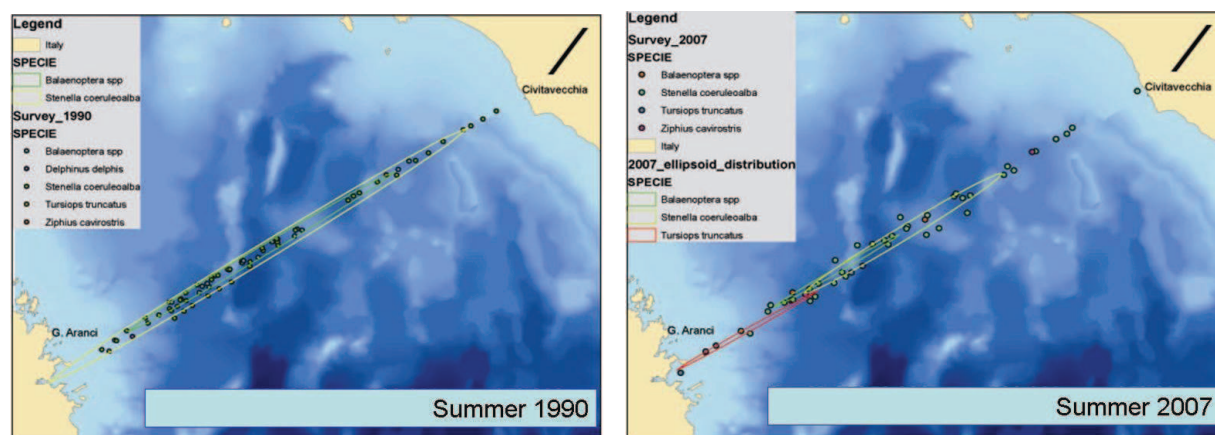 Legend
Italy
SPECIE
Balaenoptera spp
Stenella coeruleoalba
Survey_1990
SPECIE
Balaenoptera spp
Delphinus delphis
Stenella coeruleoalba
Tursiops truncatus
Ziphius cavirostris
Civitavecchia
G. Aranci
Summer 1990
Legend
Survey_2007
SPECIE
Balaenoptera spp
Stenella coeruleoalba
Tursiops truncatus
Ziphius cavirostris
Italy
2007_ellipsoid_distribution
SPECIE
Balaenoptera spp
Stenella coeruleoalba
Tursiops truncatus
Civitavecchia
G. Aranci
Summer 2007